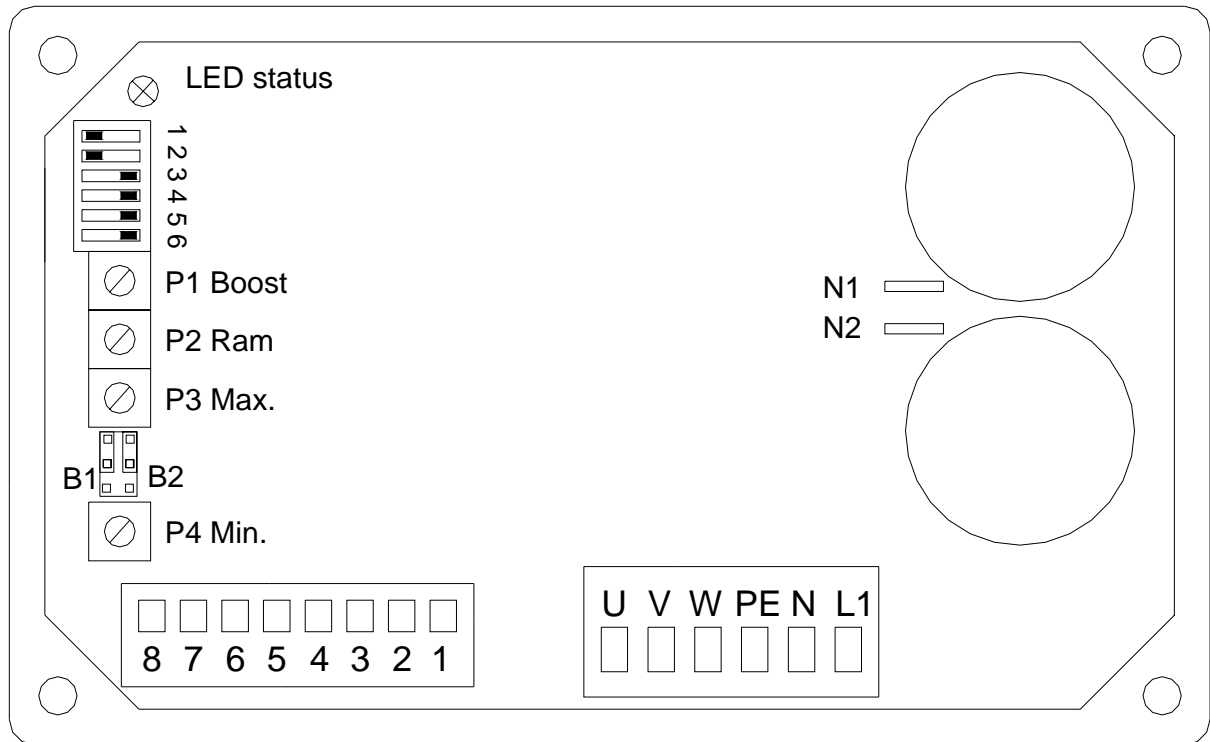 LED status
1 2 3 4 5 6
P1 Boost
P2 Ram
P3 Max.
B1 B2
P4 Min.
N1
N2
U V W PE N L1
8 7 6 5 4 3 2 1